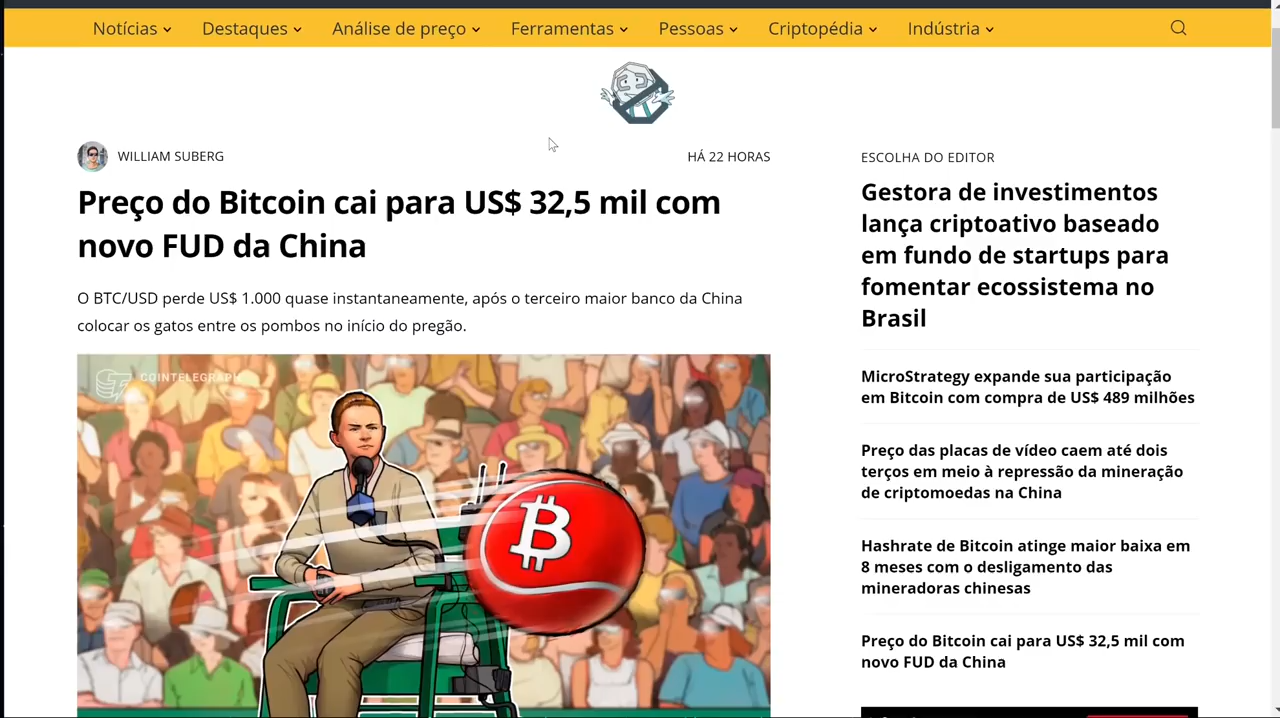 Notícias
Destaques
Análise de preço
Ferramentas
Pessoas
Criptopédia
Indústria
WILLIAM SUBERG
HÁ 22 HORAS
Preço do Bitcoin cai para US$ 32,5 mil com
novo FUD da China
O BTC/USD perde US$ 1.000 quase instantaneamente, após o terceiro maior banco da China
colocar os gatos entre os pombos no início do pregão.
COINTELEGRAPH
ESCOLHA DO EDITOR
Gestora de investimentos
lança criptoativo baseado
em fundo de startups para
fomentar ecossistema no
Brasil
MicroStrategy expande sua participação
em Bitcoin com compra de US$ 489 milhões
Preço das placas de vídeo caem até dois
terços em meio à repressão da mineração
de criptomoedas na China
Hashrate de Bitcoin atinge maior baixa em
8 meses com o desligamento das
mineradoras chinesas
Preço do Bitcoin cai para US$ 32,5 mil com
novo FUD da China